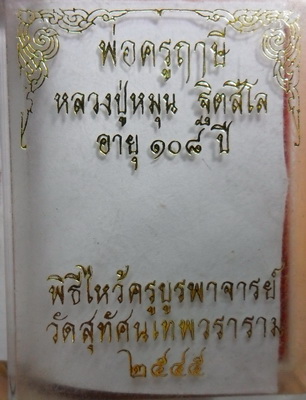 พ่อครูฤาษี
หลวงปู่หมุน ฐิตสีโล
อายุ ๑๐๘ ปี
พิธีไหว้ครูบูรพาจารย์
วัดสุทัศนเทพวราราม
๒๕๔๕